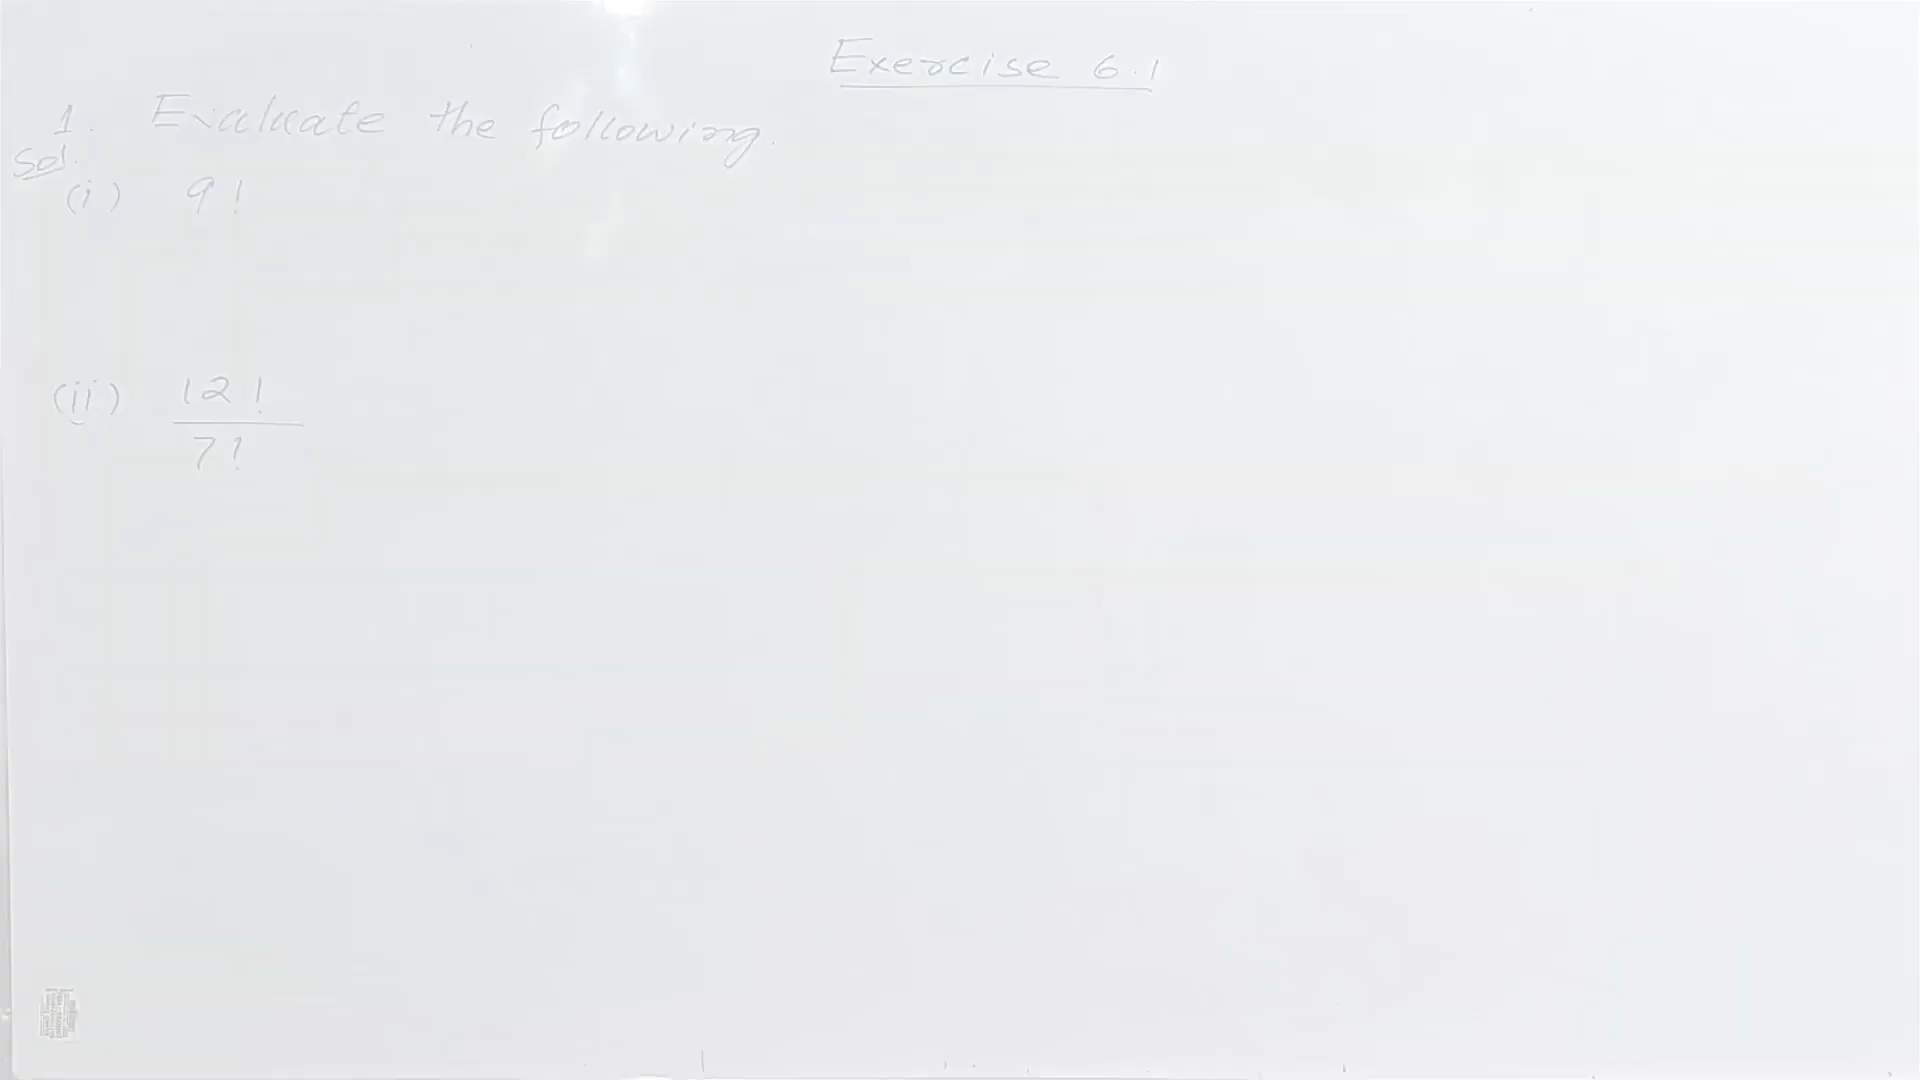 Exercise 6.1
1. Evaluate the following.
Sol.
(i) 9!
(ii) 12!
7!